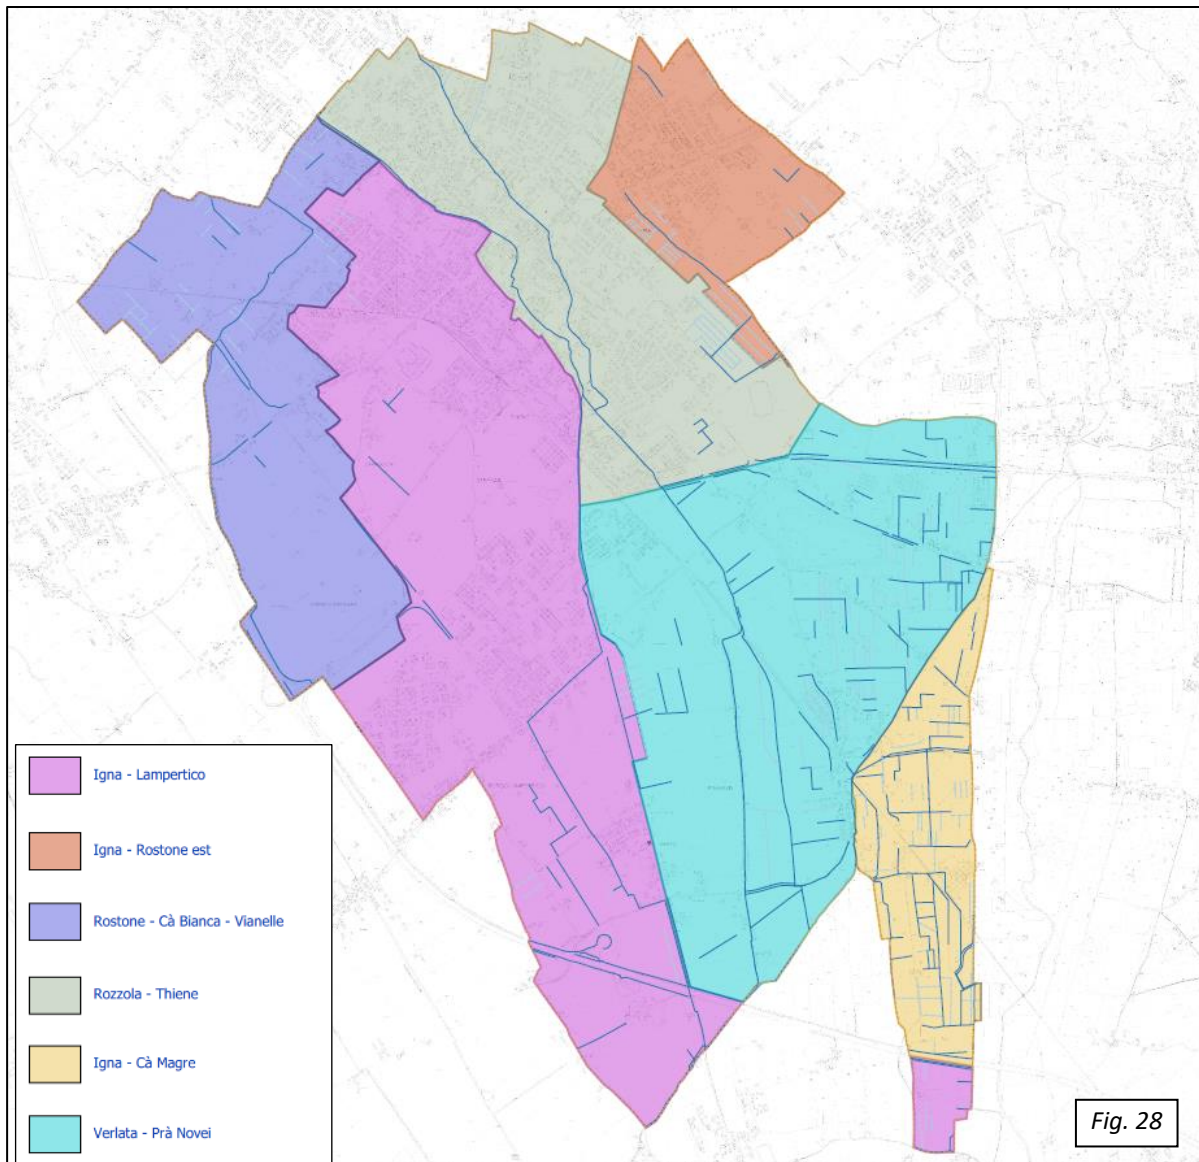 Igna - Lampertico
Igna - Rostone est
Rostone - Cà Bianca - Vianelle
Rozzola - Thiene
Igna - Cà Magre
Verlata - Prà Novei
Fig. 28